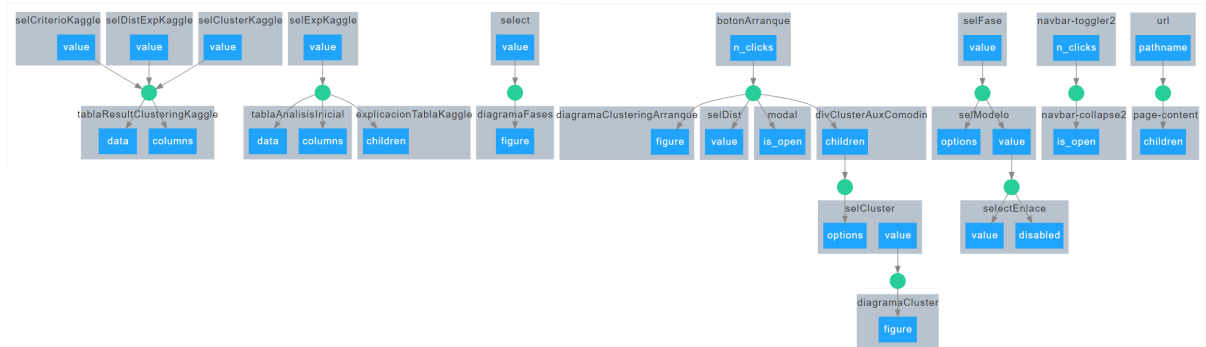 selCriterioKaggle selDistExpKaggle selClusterKaggle selExpKaggle select botonArranque selFase navbar-toggler2 url
value value value value value n_clicks value n_clicks pathname
tablaResultClusteringKaggle tablaAnalisisInicial explicacionTablaKaggle diagramaFases diagramaClusteringArranque selDist modal divClusterAuxComodin selModelo navbar-collapse2 page-content
data columns data columns children figure figure value is_open children options value is_open children
selCluster selectEnlace
options value value disabled
diagramaCluster
figure